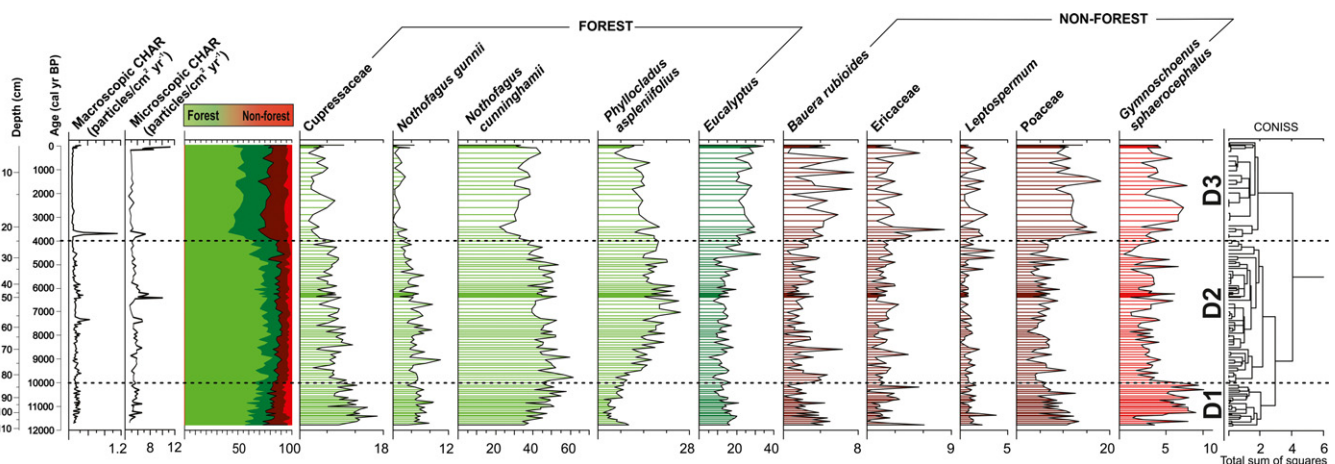 FOREST
NON-FOREST
Depth (cm)
Age (cal yr BP)
Macroscopic CHAR
(particles/cm² yr⁻¹)
Microscopic CHAR
(particles/cm² yr⁻¹)
Forest Non-forest
Cupressaceae
Nothofagus gunnii
Nothofagus
cunninghamii
Phyllocladus
aspleniifolius
Eucalyptus
Bauera rubioides
Ericaceae
Leptospermum
Poaceae
Gymnoschoenus
sphaerocephalus
CONISS
10
20
30
40
50
60
70
80
90
100
110
0
1000
2000
3000
4000
5000
6000
7000
8000
9000
10000
11000
12000
D3
D2
D1
1.2 8 12 50 100 18 12 20 40 60 28 20 40 8 9 5 20 5 10 2 4 6
Total sum of squares